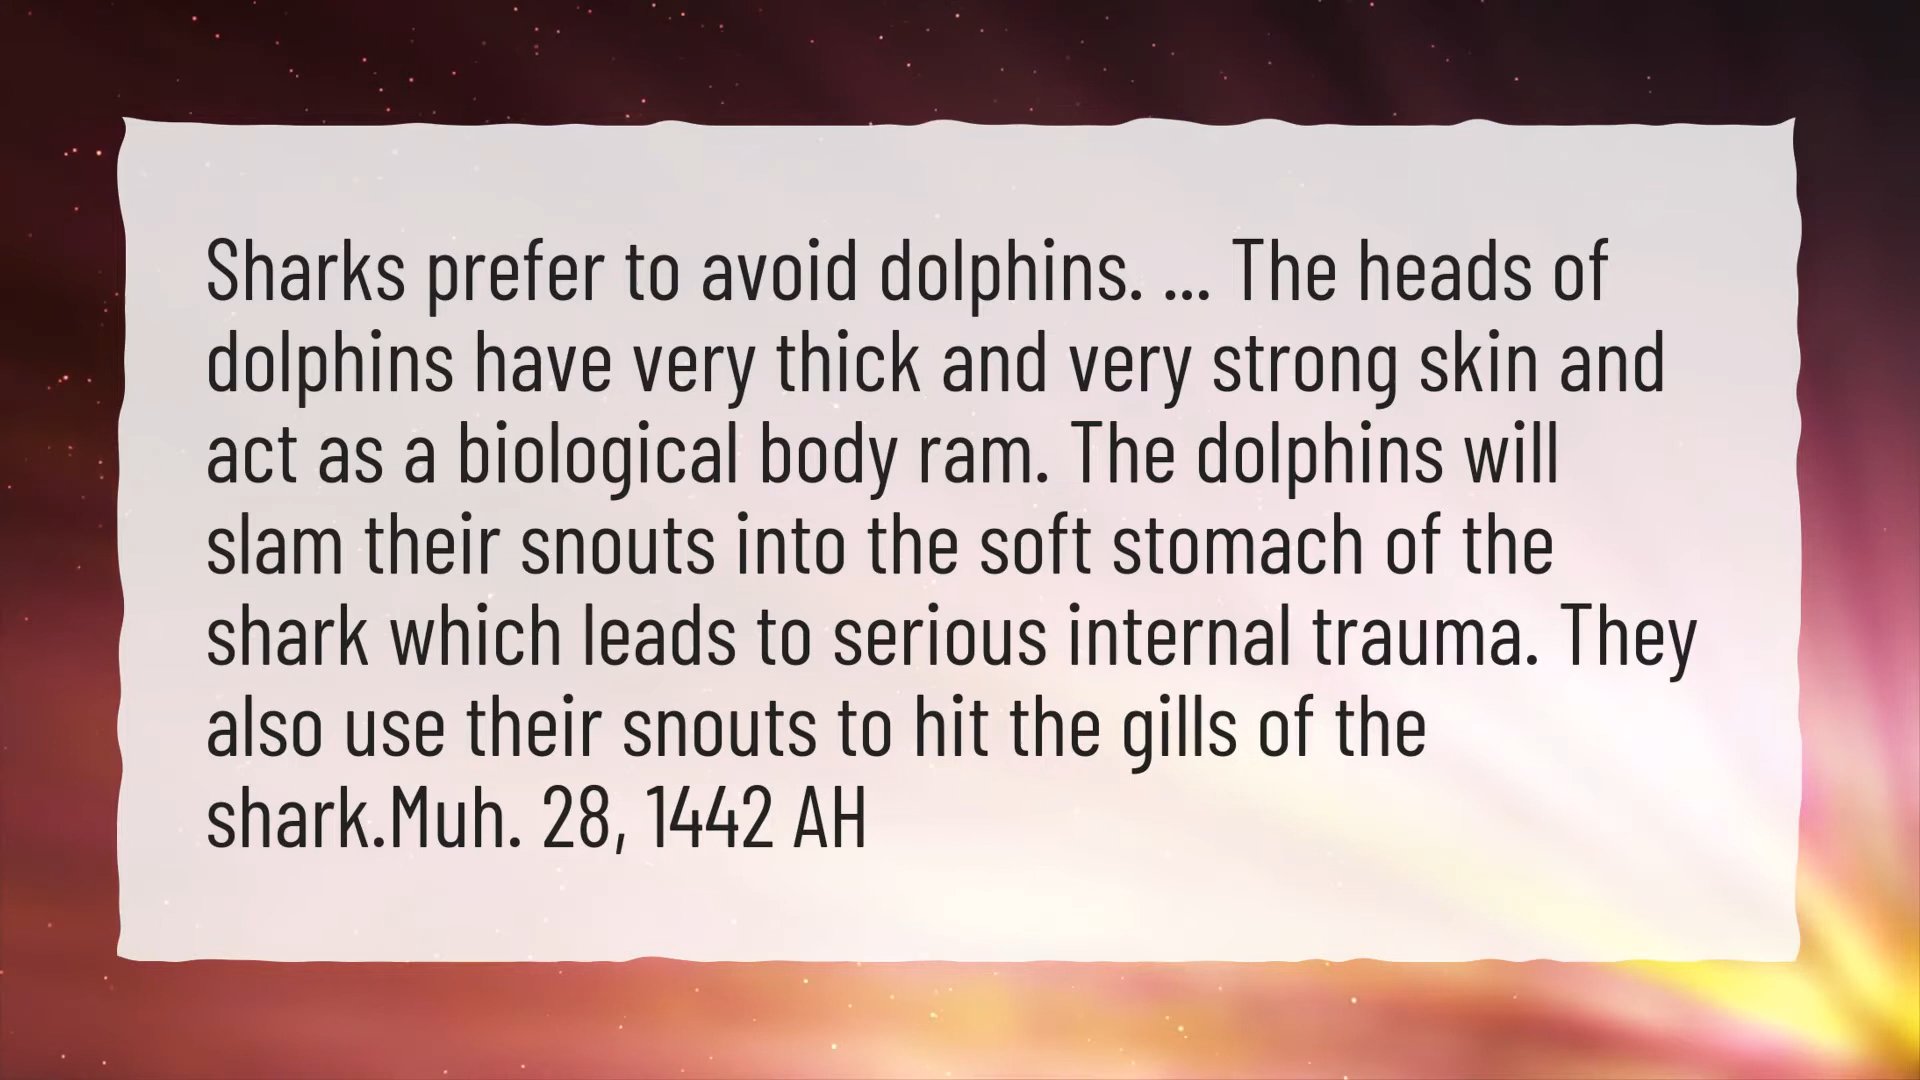 Sharks prefer to avoid dolphins. ... The heads of
dolphins have very thick and very strong skin and
act as a biological body ram. The dolphins will
slam their snouts into the soft stomach of the
shark which leads to serious internal trauma. They
also use their snouts to hit the gills of the
shark.Muh. 28, 1442 AH